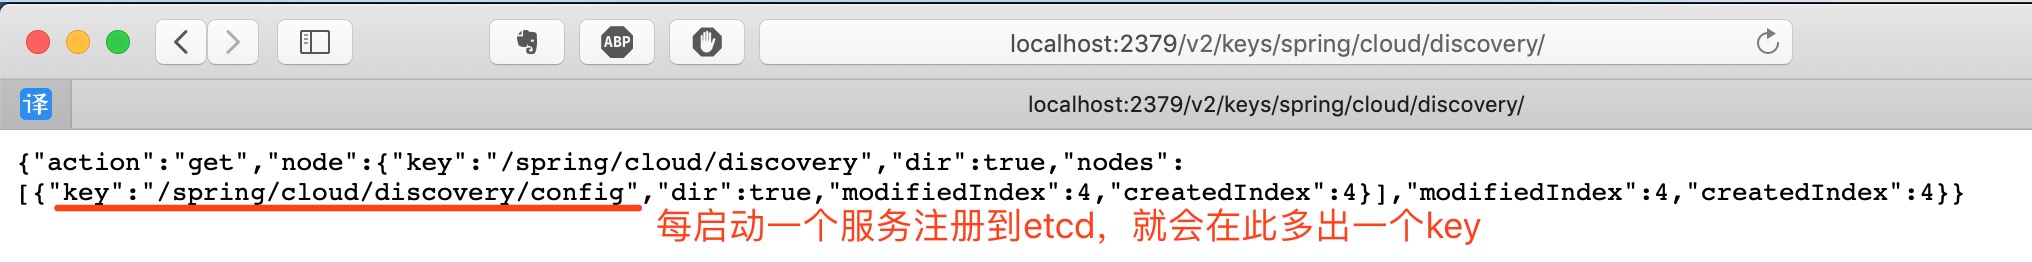 ABP
localhost:2379/v2/keys/spring/cloud/discovery/
译
localhost:2379/v2/keys/spring/cloud/discovery/
{"action":"get","node":{"key":"/spring/cloud/discovery","dir":true,"nodes":
[{"key":"/spring/cloud/discovery/config","dir":true,"modifiedIndex":4,"createdIndex":4}],"modifiedIndex":4,"createdIndex":4}}
每启动一个服务注册到etcd，就会在此多出一个key